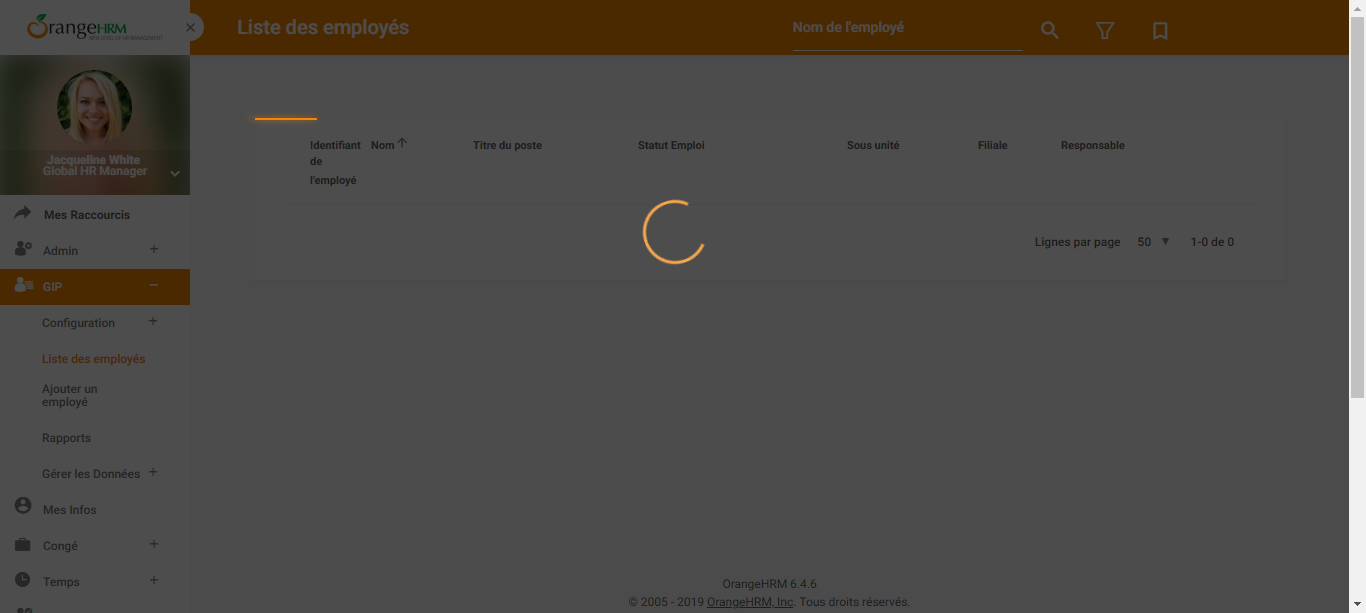 OrangeHRM
Liste des employés
Nom de l'employé
Jacqueline White
Global HR Manager
Mes Raccourcis
Admin
GIP
Configuration
Liste des employés
Ajouter un
employé
Rapports
Gérer les Données
Mes Infos
Congé
Temps
Identifiant
de
l'employé
Nom
Titre du poste
Statut Emploi
Sous unité
Filiale
Responsable
Lignes par page 50 1-0 de 0
OrangeHRM 6.4.6
© 2005 - 2019 OrangeHRM, Inc. Tous droits réservés.